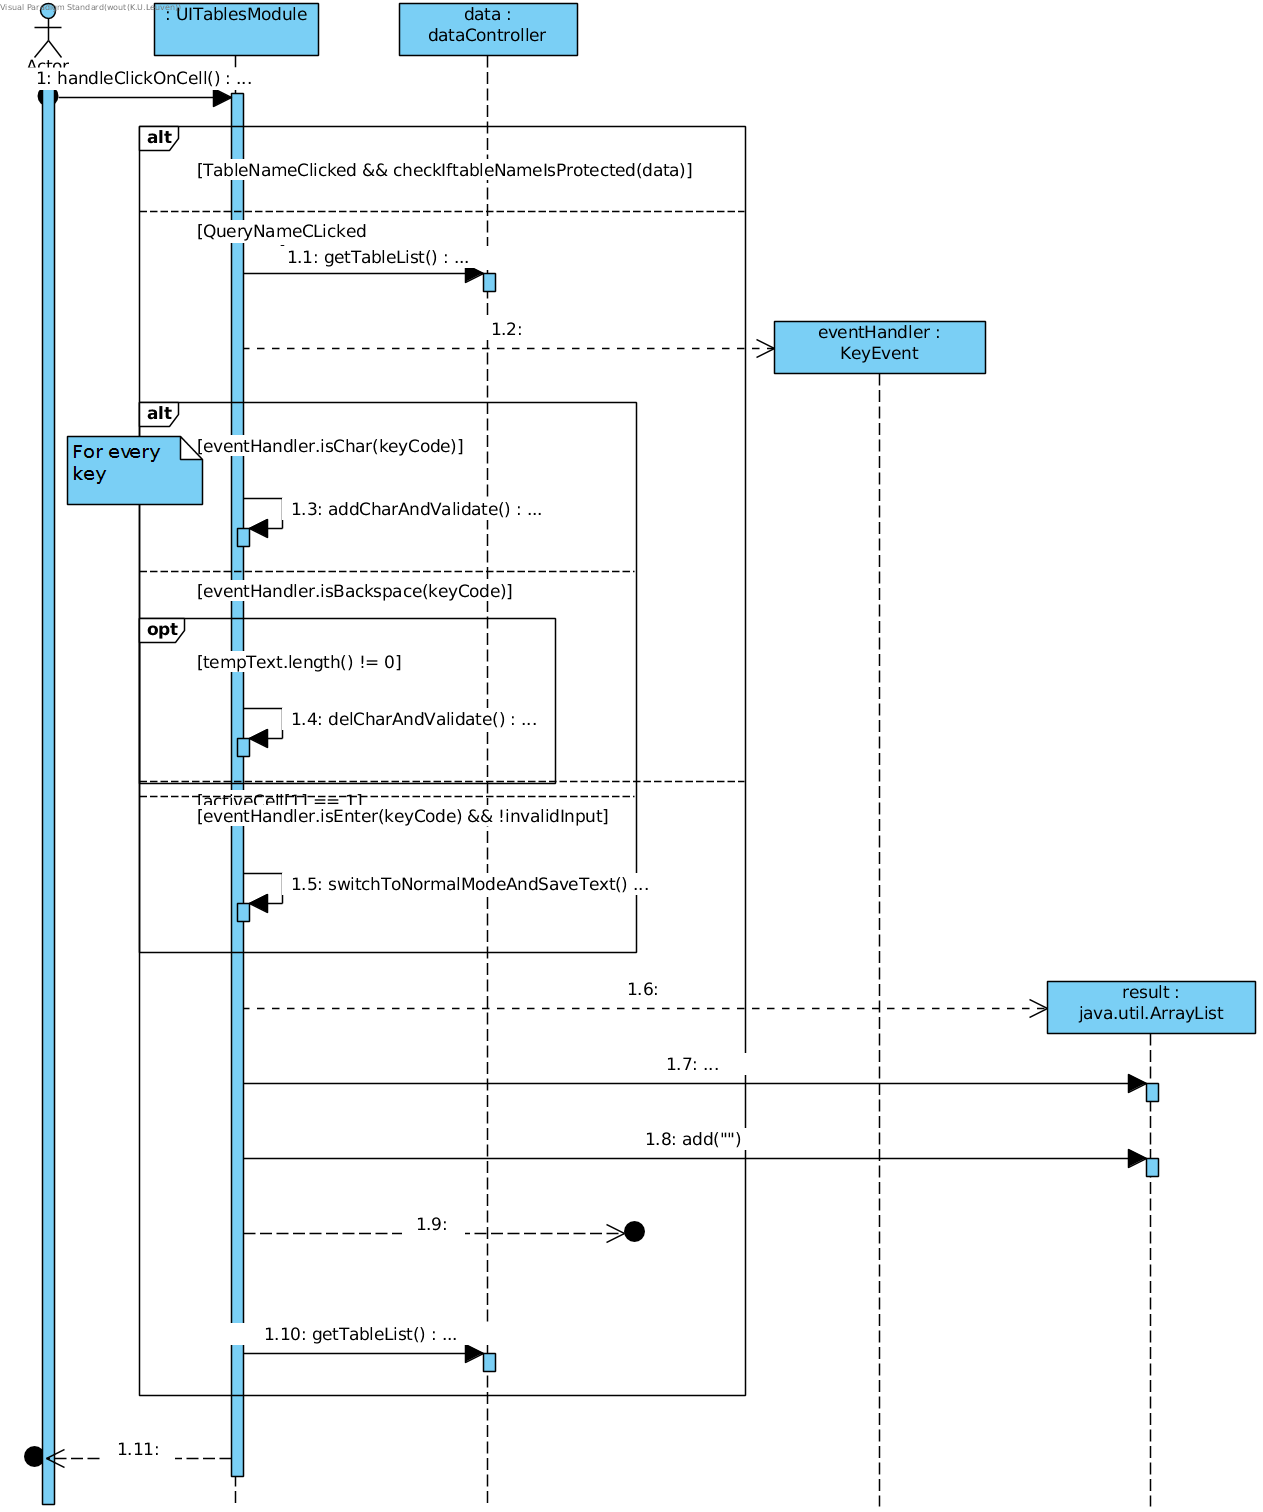 Visual Paradigm Standard(wout(K.U.Leuven))
: UITablesModule
data :
dataController
Actor
1: handleClickOnCell() : ...
alt
[TableNameClicked && checkIftableNameIsProtected(data)]
[QueryNameCLicked
1.1: getTableList() : ...
1.2:
eventHandler :
KeyEvent
alt
[eventHandler.isChar(keyCode)]
For every
key
1.3: addCharAndValidate() : ...
[eventHandler.isBackspace(keyCode)]
opt
[tempText.length() != 0]
1.4: delCharAndValidate() : ...
[activeCell[1] == 1]
[eventHandler.isEnter(keyCode) && !invalidInput]
1.5: switchToNormalModeAndSaveText() ...
1.6:
result :
java.util.ArrayList
1.7: ...
1.8: add("")
1.9:
1.10: getTableList() : ...
1.11: